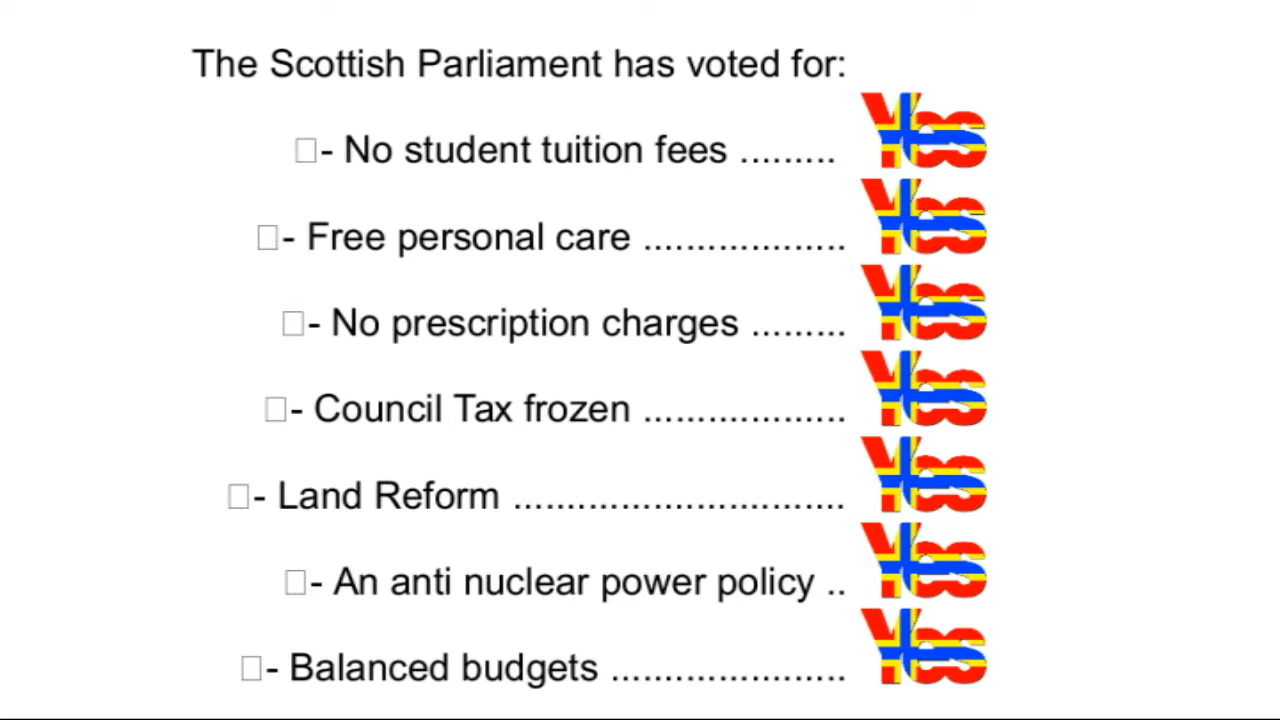 The Scottish Parliament has voted for:
□- No student tuition fees ......... Yes
□- Free personal care ................... Yes
□- No prescription charges ......... Yes
□- Council Tax frozen ................... Yes
□- Land Reform ............................... Yes
□- An anti nuclear power policy .. Yes
□- Balanced budgets ...................... Yes